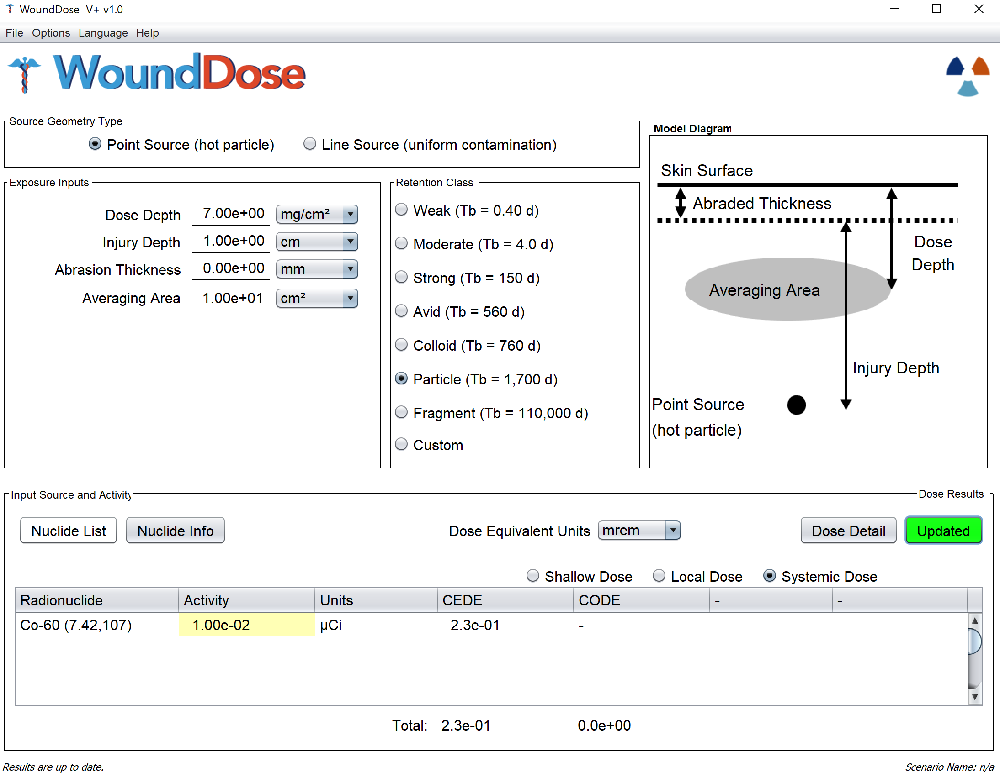 WoundDose V+ v1.0
File Options Language Help
WoundDose
Source Geometry Type
Point Source (hot particle) Line Source (uniform contamination)
Exposure Inputs
Dose Depth 7.00e+00 mg/cm²
Injury Depth 1.00e+00 cm
Abrasion Thickness 0.00e+00 mm
Averaging Area 1.00e+01 cm²
Retention Class
Weak (Tb = 0.40 d)
Moderate (Tb = 4.0 d)
Strong (Tb = 150 d)
Avid (Tb = 560 d)
Colloid (Tb = 760 d)
Particle (Tb = 1,700 d)
Fragment (Tb = 110,000 d)
Custom
Model Diagram
Skin Surface
Abraded Thickness
Dose
Depth
Averaging Area
Injury Depth
Point Source
(hot particle)
Input Source and Activity Dose Results
Nuclide List Nuclide Info Dose Equivalent Units mrem Dose Detail Updated
Shallow Dose Local Dose Systemic Dose
Radionuclide Activity Units CEDE CODE - -
Co-60 (7.42,107) 1.00e-02 µCi 2.3e-01 -
Total: 2.3e-01 0.0e+00
Results are up to date. Scenario Name: n/a